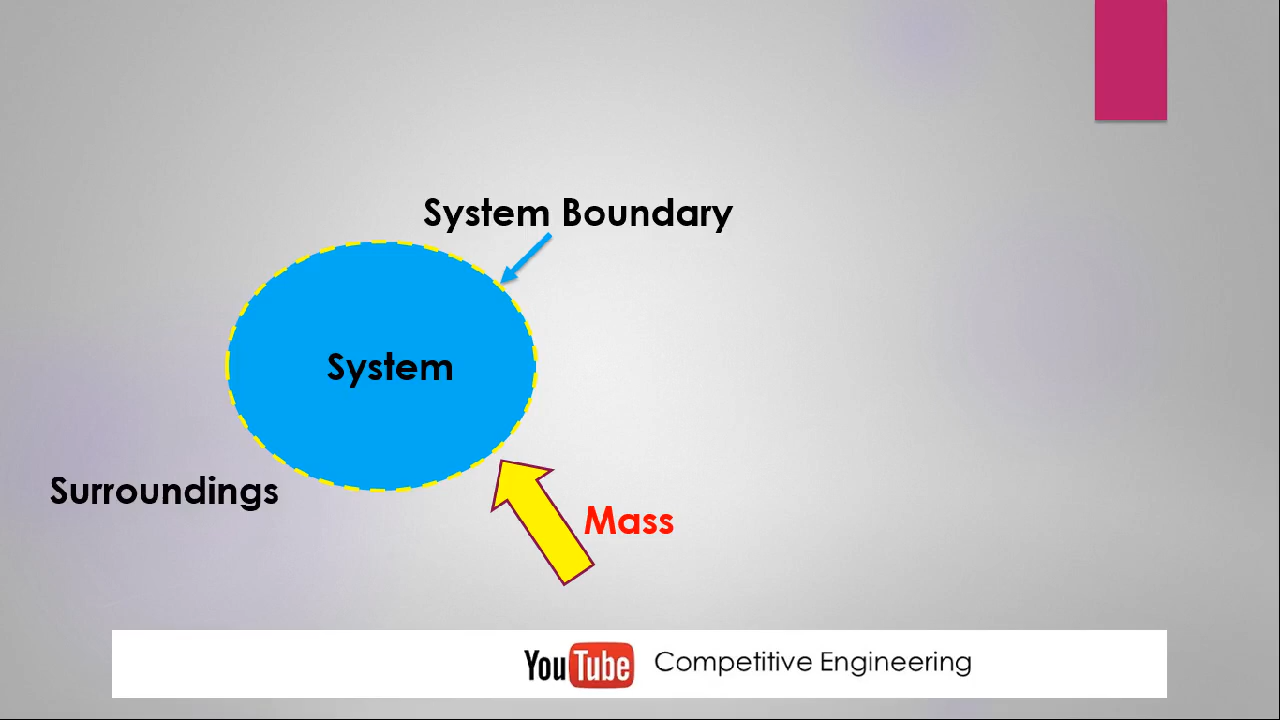 System Boundary
System
Surroundings
Mass
YouTube Competitive Engineering